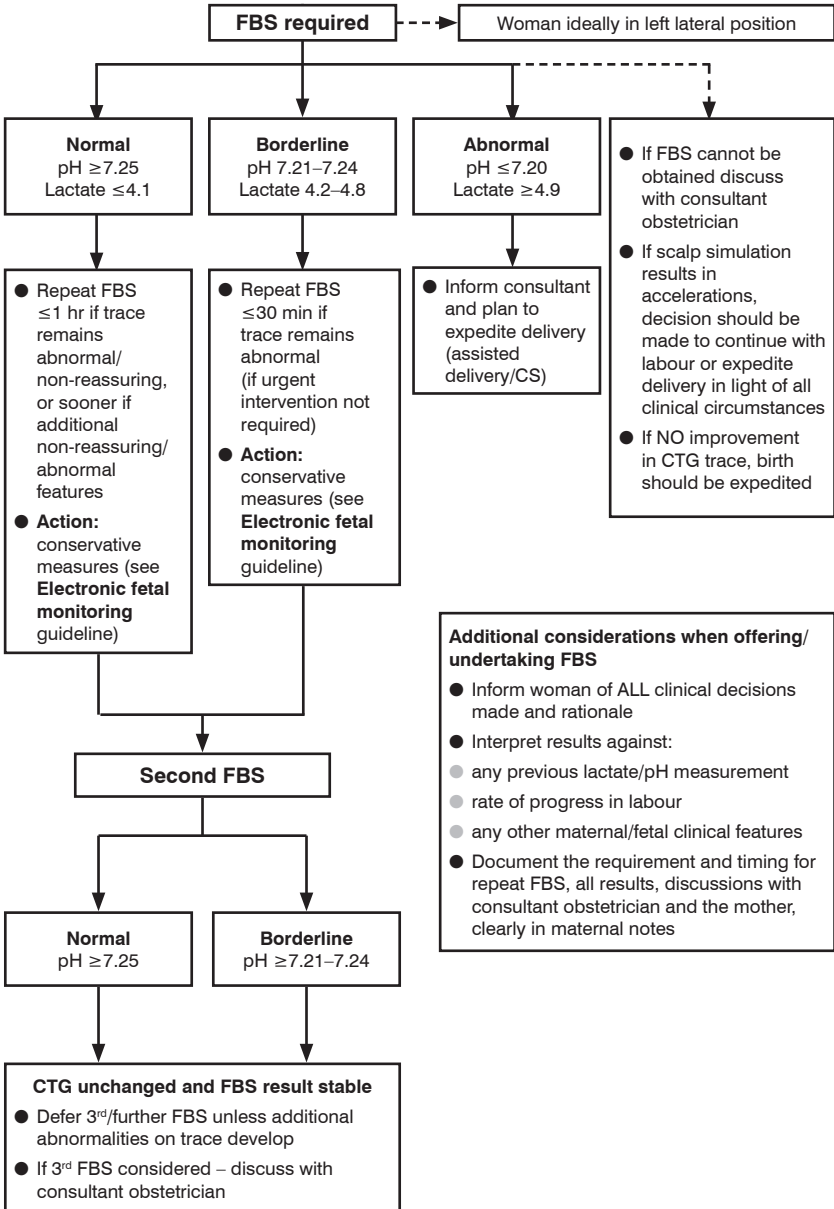 FBS required
Woman ideally in left lateral position
Normal
pH ≥7.25
Lactate ≤4.1
Borderline
pH 7.21–7.24
Lactate 4.2–4.8
Abnormal
pH ≤7.20
Lactate ≥4.9
● If FBS cannot be
obtained discuss
with consultant
obstetrician
● If scalp simulation
results in
accelerations,
decision should be
made to continue with
labour or expedite
delivery in light of all
clinical circumstances
● If NO improvement
in CTG trace, birth
should be expedited
● Repeat FBS
≤1 hr if trace
remains
abnormal/
non-reassuring,
or sooner if
additional
non-reassuring/
abnormal
features
● Action:
conservative
measures (see
Electronic fetal
monitoring
guideline)
● Repeat FBS
≤30 min if
trace remains
abnormal
(if urgent
intervention not
required)
● Action:
conservative
measures (see
Electronic fetal
monitoring
guideline)
● Inform consultant
and plan to
expedite delivery
(assisted
delivery/CS)
Additional considerations when offering/
undertaking FBS
● Inform woman of ALL clinical decisions
made and rationale
● Interpret results against:
● any previous lactate/pH measurement
● rate of progress in labour
● any other maternal/fetal clinical features
● Document the requirement and timing for
repeat FBS, all results, discussions with
consultant obstetrician and the mother,
clearly in maternal notes
Second FBS
Normal
pH ≥7.25
Borderline
pH ≥7.21–7.24
CTG unchanged and FBS result stable
● Defer 3rd/further FBS unless additional
abnormalities on trace develop
● If 3rd FBS considered – discuss with
consultant obstetrician